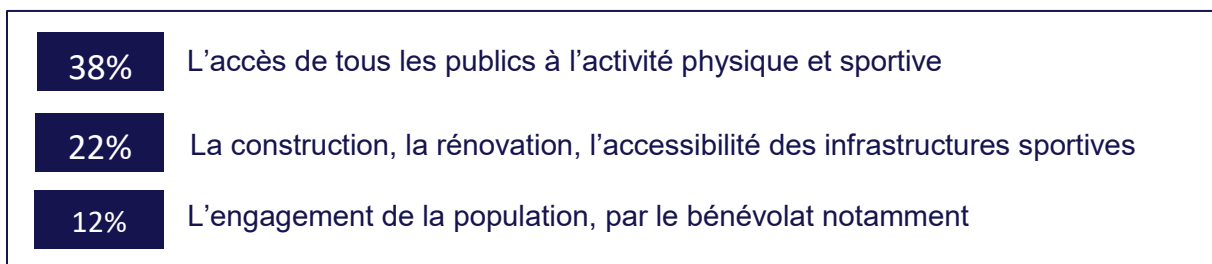 38% L’accès de tous les publics à l’activité physique et sportive
22% La construction, la rénovation, l’accessibilité des infrastructures sportives
12% L’engagement de la population, par le bénévolat notamment